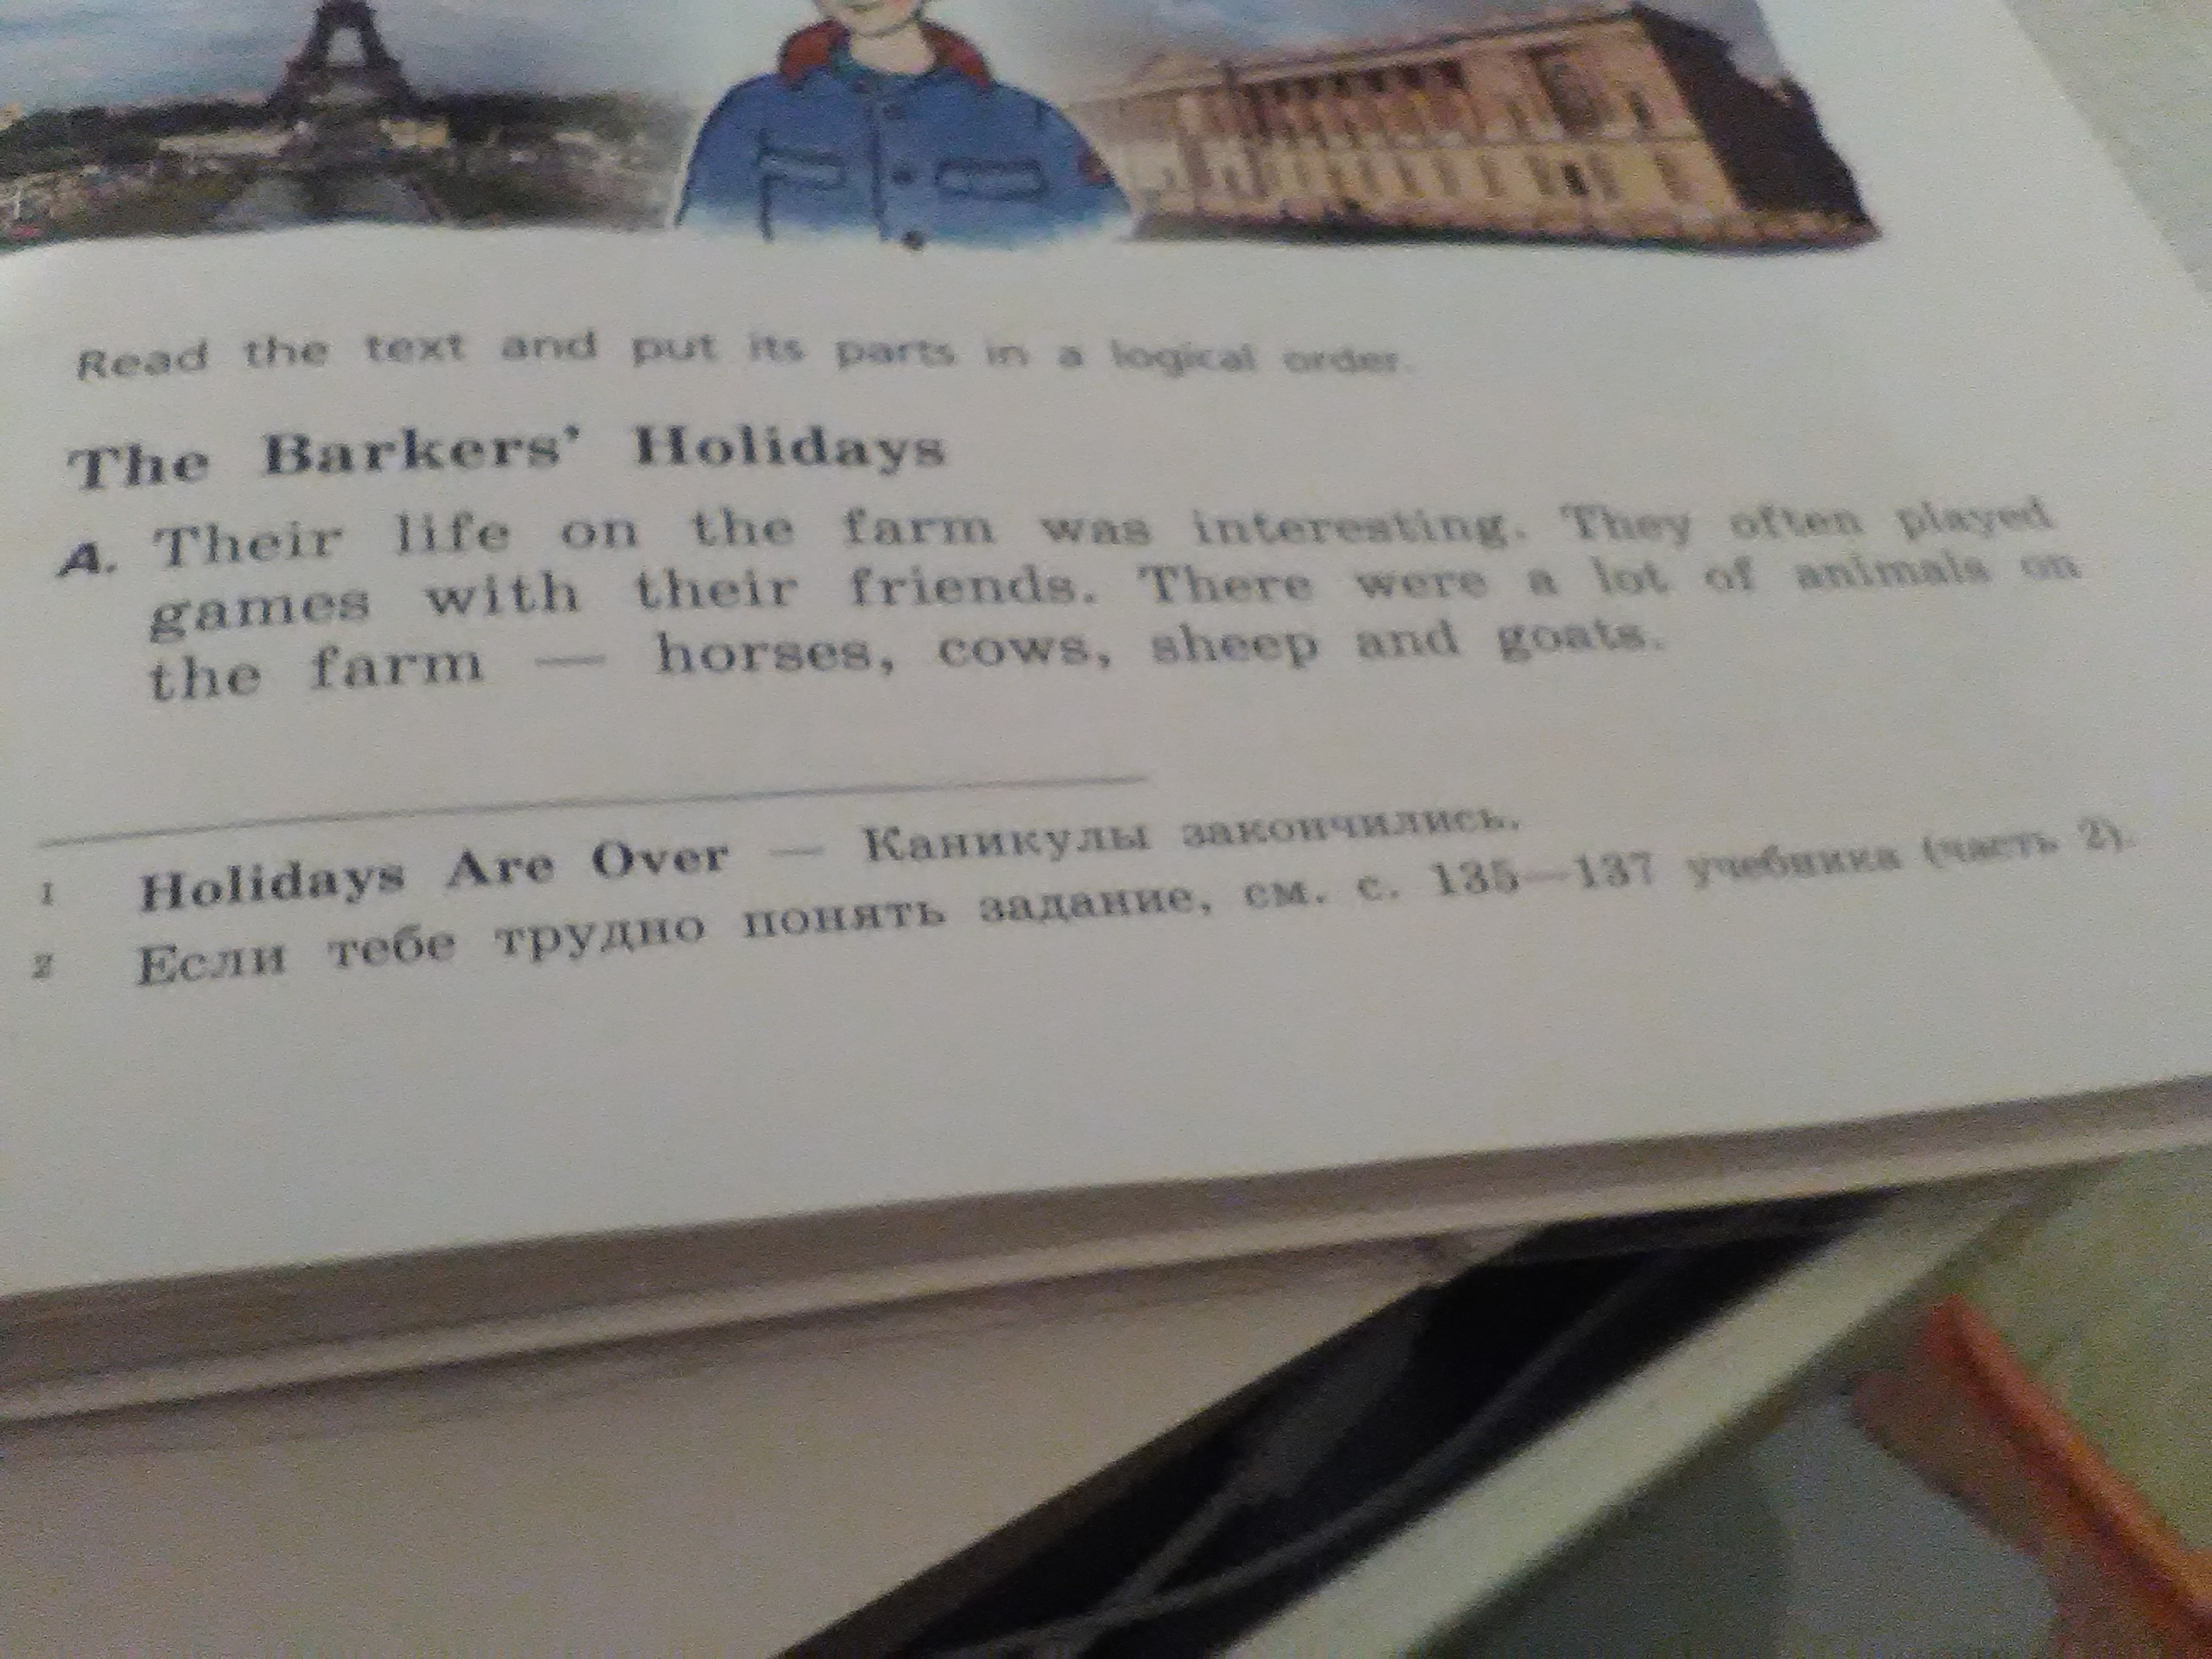 Read the text and put its parts in a logical order.
The Barkers’ Holidays
A. Their life on the farm was interesting. They often played
games with their friends. There were a lot of animals on
the farm — horses, cows, sheep and goats.
1 Holidays Are Over — Каникулы закончились.
2 Если тебе трудно понять задание, см. с. 135—137 учебника (часть 2).